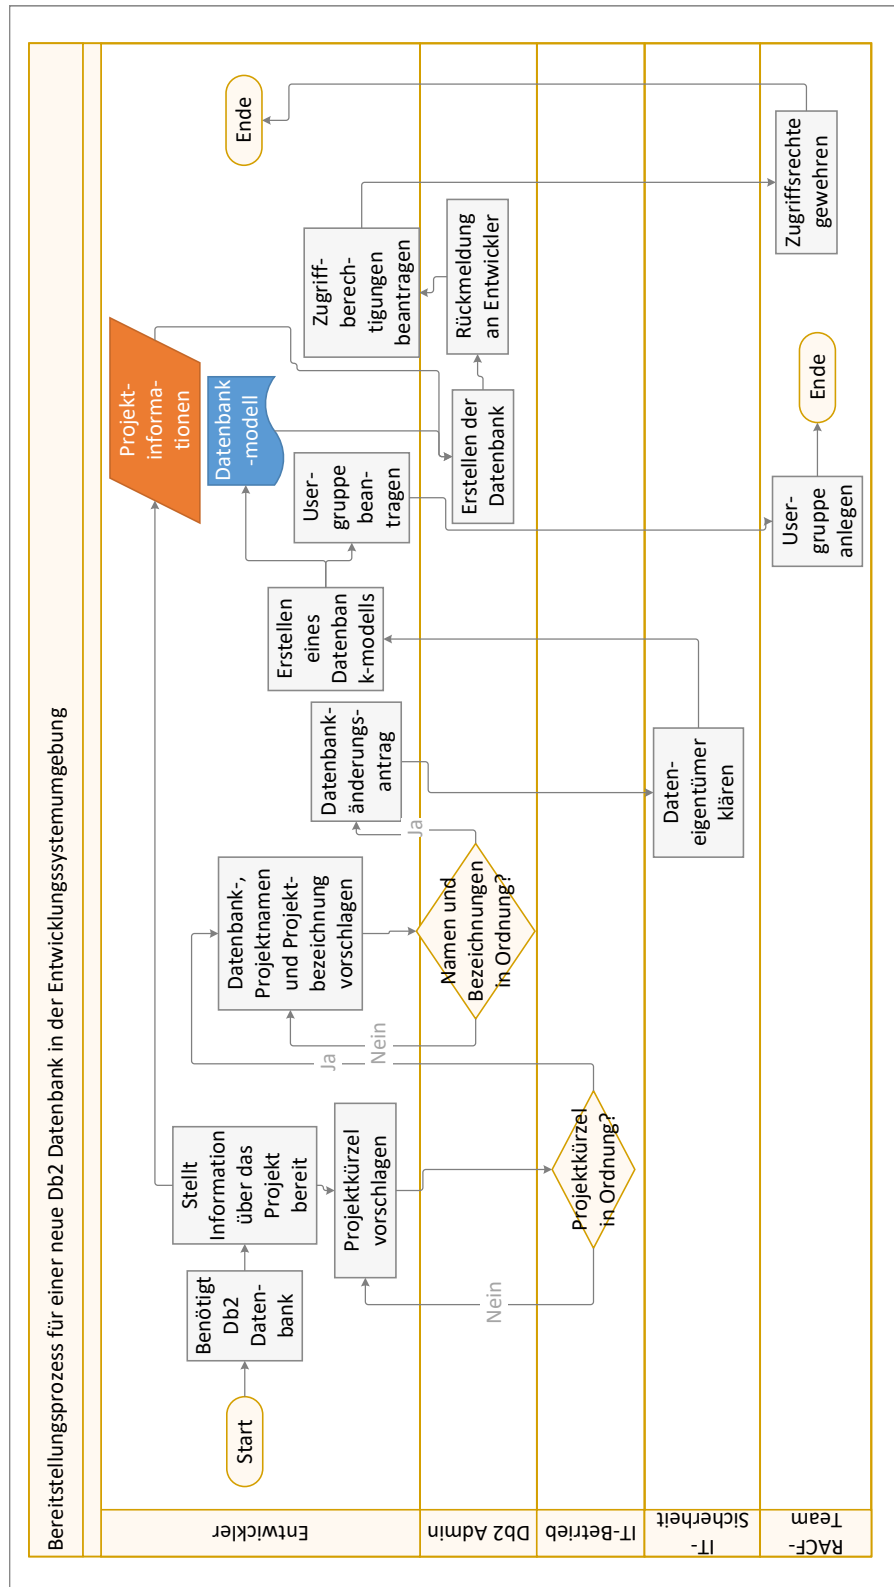 Bereitstellungsprozess für einer neue Db2 Datenbank in der Entwicklungssystemumgebung
Entwickler
Db2 Admin
IT-Betrieb
IT-
Sicherheit
RACF-
Team
Start
Benötigt
Db2
Daten-
bank
Stellt
Information
über das
Projekt
bereit
Projektkürzel
vorschlagen
Nein
Projektkürzel
in Ordnung?
Ja
Datenbank-,
Projektnamen
und Projekt-
bezeichnung
vorschlagen
Nein
Namen und
Bezeichnungen
in Ordnung?
Ja
Datenbank-
änderungs-
antrag
Daten-
eigentümer
klären
Erstellen
eines
Datenban
k-modells
Projekt-
informa-
tionen
Datenbank
-modell
User-
gruppe
bean-
tragen
User-
gruppe
anlegen
Ende
Erstellen der
Datenbank
Rückmeldung
an Entwickler
Zugriff-
berech-
tigungen
beantragen
Zugriffsrechte
gewehren
Ende